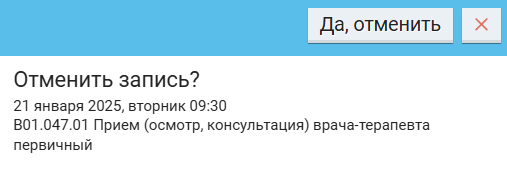 Да, отменить
Отменить запись?
21 января 2025, вторник 09:30
B01.047.01 Прием (осмотр, консультация) врача-терапевта
первичный